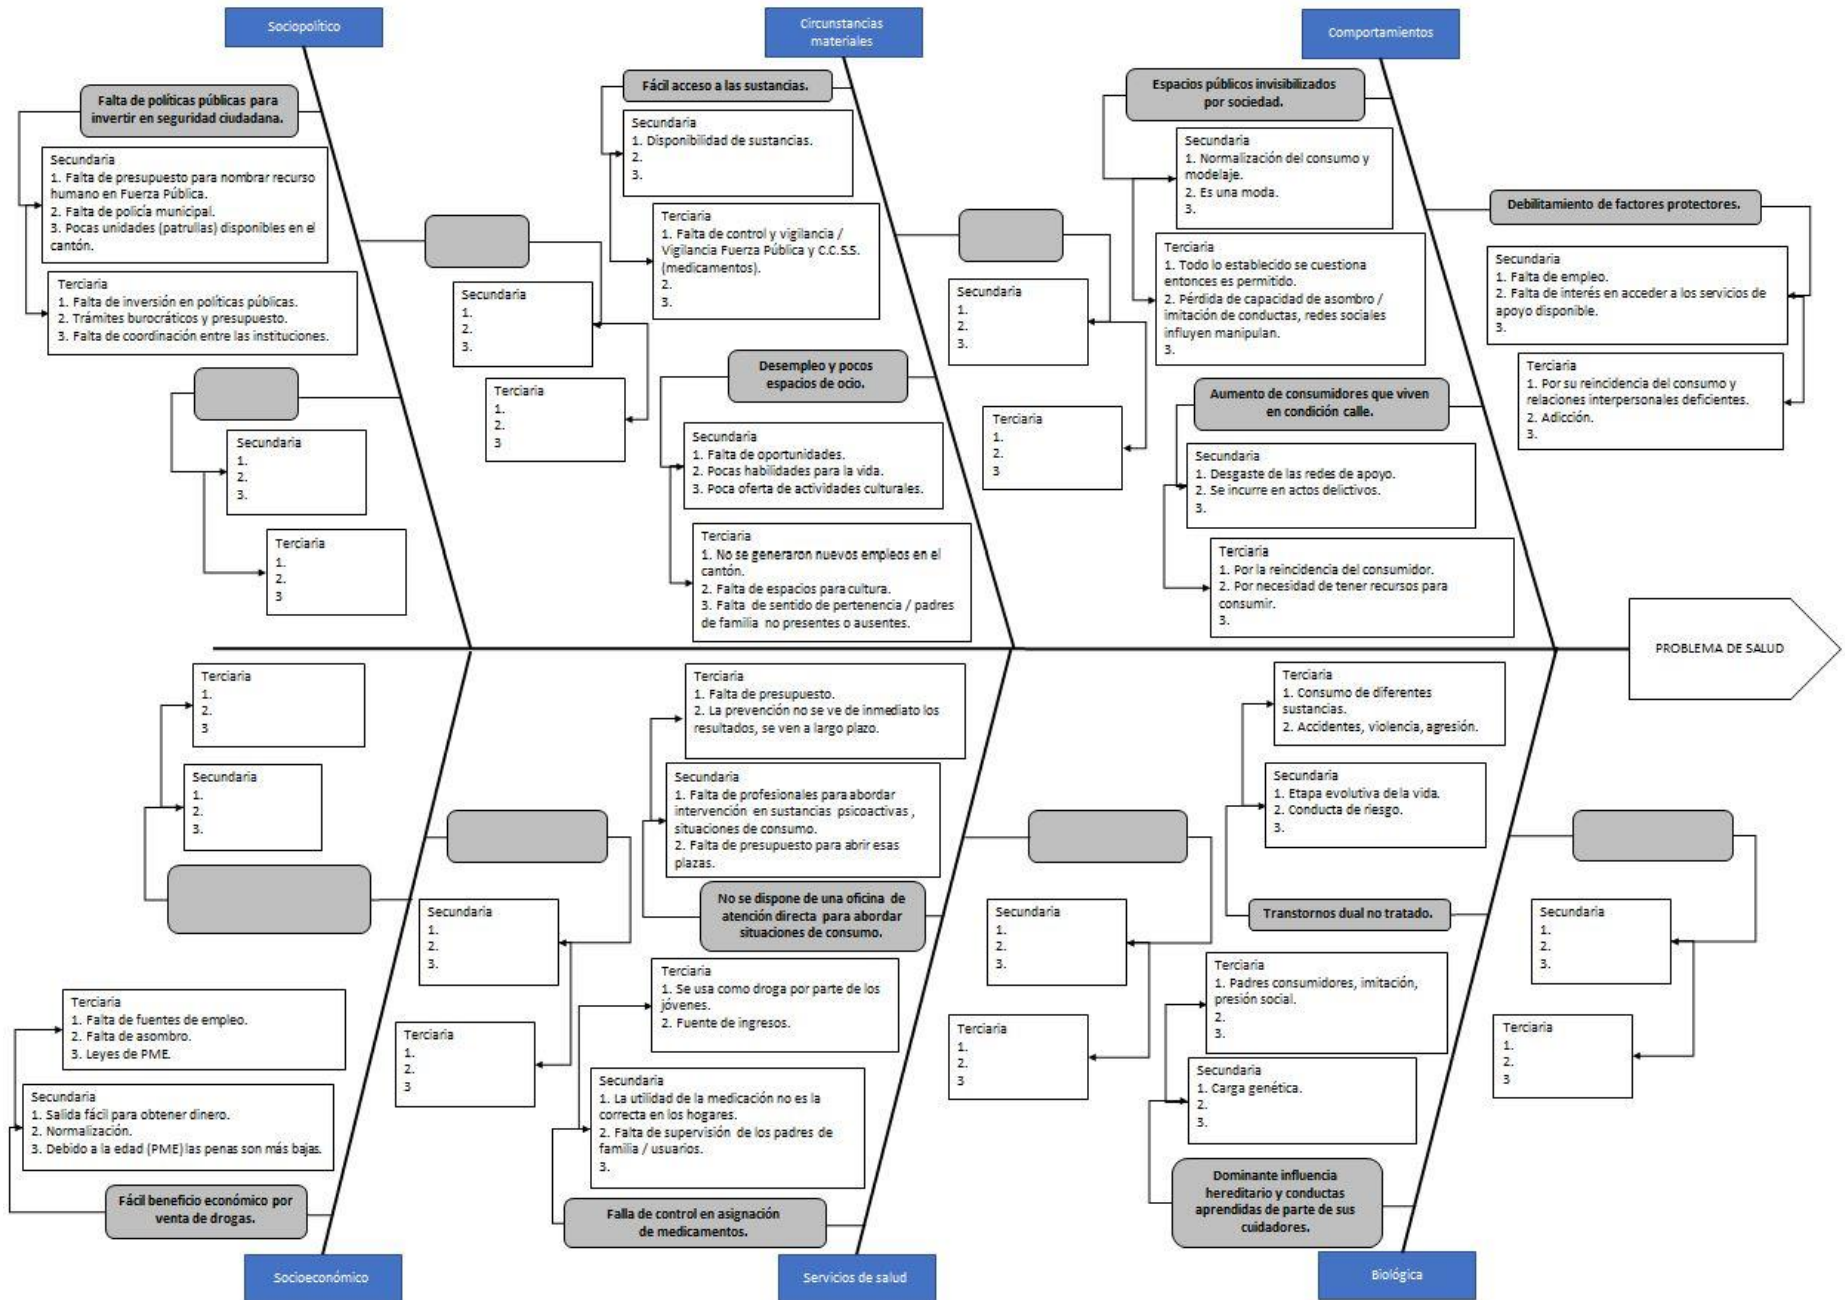 Sociopolítico
Falta de políticas públicas para
invertir en seguridad ciudadana.
Secundaria
1. Falta de presupuesto para nombrar recurso
humano en Fuerza Pública.
2. Falta de policía municipal.
3. Pocas unidades (patrullas) disponibles en el
cantón.
Terciaria
1. Falta de inversión en políticas públicas.
2. Trámites burocráticos y presupuesto.
3. Falta de coordinación entre las instituciones.
Secundaria
1.
2.
3.
Terciaria
1.
2.
3
Secundaria
1.
2.
3.
Terciaria
1.
2.
3
Circunstancias
materiales
Fácil acceso a las sustancias.
Secundaria
1. Disponibilidad de sustancias.
2.
3.
Terciaria
1. Falta de control y vigilancia /
Vigilancia Fuerza Pública y C.C.S.S.
(medicamentos).
2.
3.
Desempleo y pocos
espacios de ocio.
Secundaria
1. Falta de oportunidades.
2. Pocas habilidades para la vida.
3. Poca oferta de actividades culturales.
Terciaria
1. No se generaron nuevos empleos en el
cantón.
2. Falta de espacios para cultura.
3. Falta de sentido de pertenencia / padres
de familia no presentes o ausentes.
Secundaria
1.
2.
3.
Terciaria
1.
2.
3
Comportamientos
Espacios públicos invisibilizados
por sociedad.
Secundaria
1. Normalización del consumo y
modelaje.
2. Es una moda.
3.
Terciaria
1. Todo lo establecido se cuestiona
entonces es permitido.
2. Pérdida de capacidad de asombro /
imitación de conductas, redes sociales
influyen manipulan.
3.
Aumento de consumidores que viven
en condición calle.
Secundaria
1. Desgaste de las redes de apoyo.
2. Se incurre en actos delictivos.
3.
Terciaria
1. Por la reincidencia del consumidor.
2. Por necesidad de tener recursos para
consumir.
3.
Debilitamiento de factores protectores.
Secundaria
1. Falta de empleo.
2. Falta de interés en acceder a los servicios de
apoyo disponible.
3.
Terciaria
1. Por su reincidencia del consumo y
relaciones interpersonales deficientes.
2. Adicción.
3.
PROBLEMA DE SALUD
Terciaria
1.
2.
3
Secundaria
1.
2.
3.
Terciaria
1. Falta de fuentes de empleo.
2. Falta de asombro.
3. Leyes de PME.
Secundaria
1. Salida fácil para obtener dinero.
2. Normalización.
3. Debido a la edad (PME) las penas son más bajas.
Fácil beneficio económico por
venta de drogas.
Socioeconómico
Secundaria
1.
2.
3.
Terciaria
1.
2.
3
Terciaria
1. Falta de presupuesto.
2. La prevención no se ve de inmediato los
resultados, se ven a largo plazo.
Secundaria
1. Falta de profesionales para abordar
intervención en sustancias psicoactivas ,
situaciones de consumo.
2. Falta de presupuesto para abrir esas
plazas.
No se dispone de una oficina de
atención directa para abordar
situaciones de consumo.
Terciaria
1. Se usa como droga por parte de los
jóvenes.
2. Fuente de ingresos.
Secundaria
1. La utilidad de la medicación no es la
correcta en los hogares.
2. Falta de supervisión de los padres de
familia / usuarios.
3.
Falla de control en asignación
de medicamentos.
Servicios de salud
Secundaria
1.
2.
3.
Terciaria
1.
2.
3
Terciaria
1. Consumo de diferentes
sustancias.
2. Accidentes, violencia, agresión.
Secundaria
1. Etapa evolutiva de la vida.
2. Conducta de riesgo.
3.
Transtornos dual no tratado.
Terciaria
1. Padres consumidores, imitación,
presión social.
2.
3.
Secundaria
1. Carga genética.
2.
3.
Dominante influencia
hereditario y conductas
aprendidas de parte de sus
cuidadores.
Biológica
Secundaria
1.
2.
3.
Terciaria
1.
2.
3